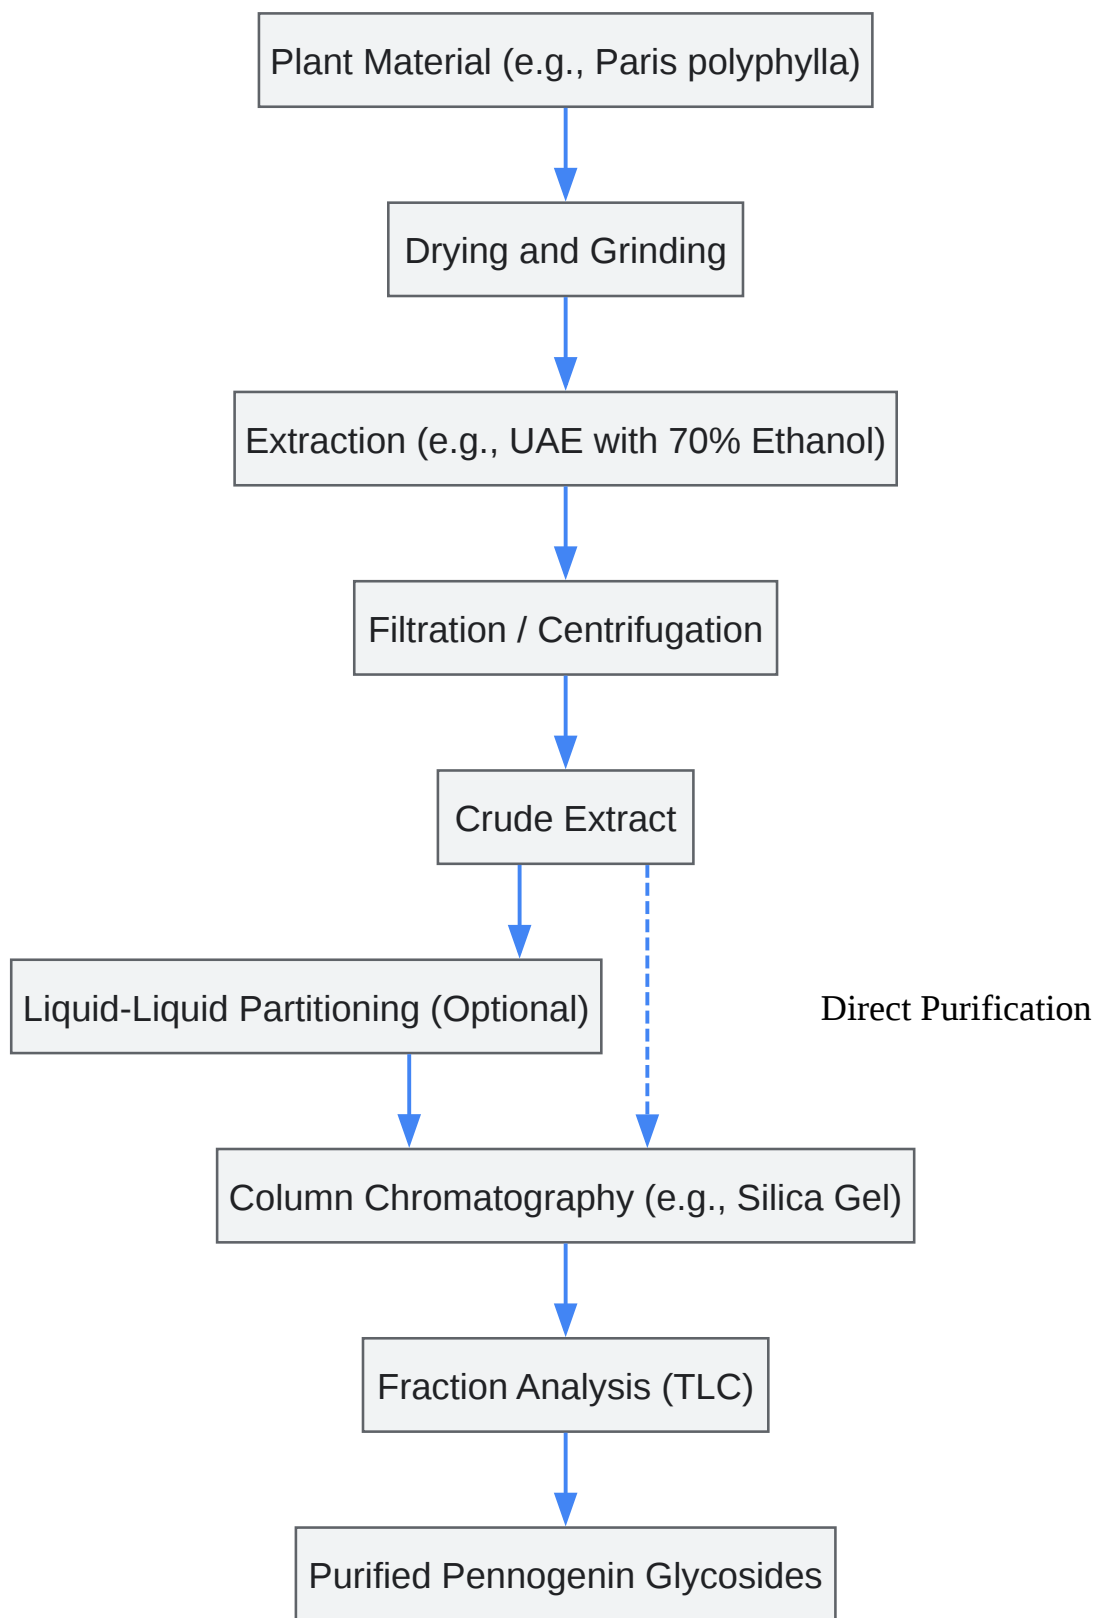 Plant Material (e.g., Paris polyphylla)
Drying and Grinding
Extraction (e.g., UAE with 70% Ethanol)
Filtration / Centrifugation
Crude Extract
Liquid-Liquid Partitioning (Optional)
Direct Purification
Column Chromatography (e.g., Silica Gel)
Fraction Analysis (TLC)
Purified Pennogenin Glycosides